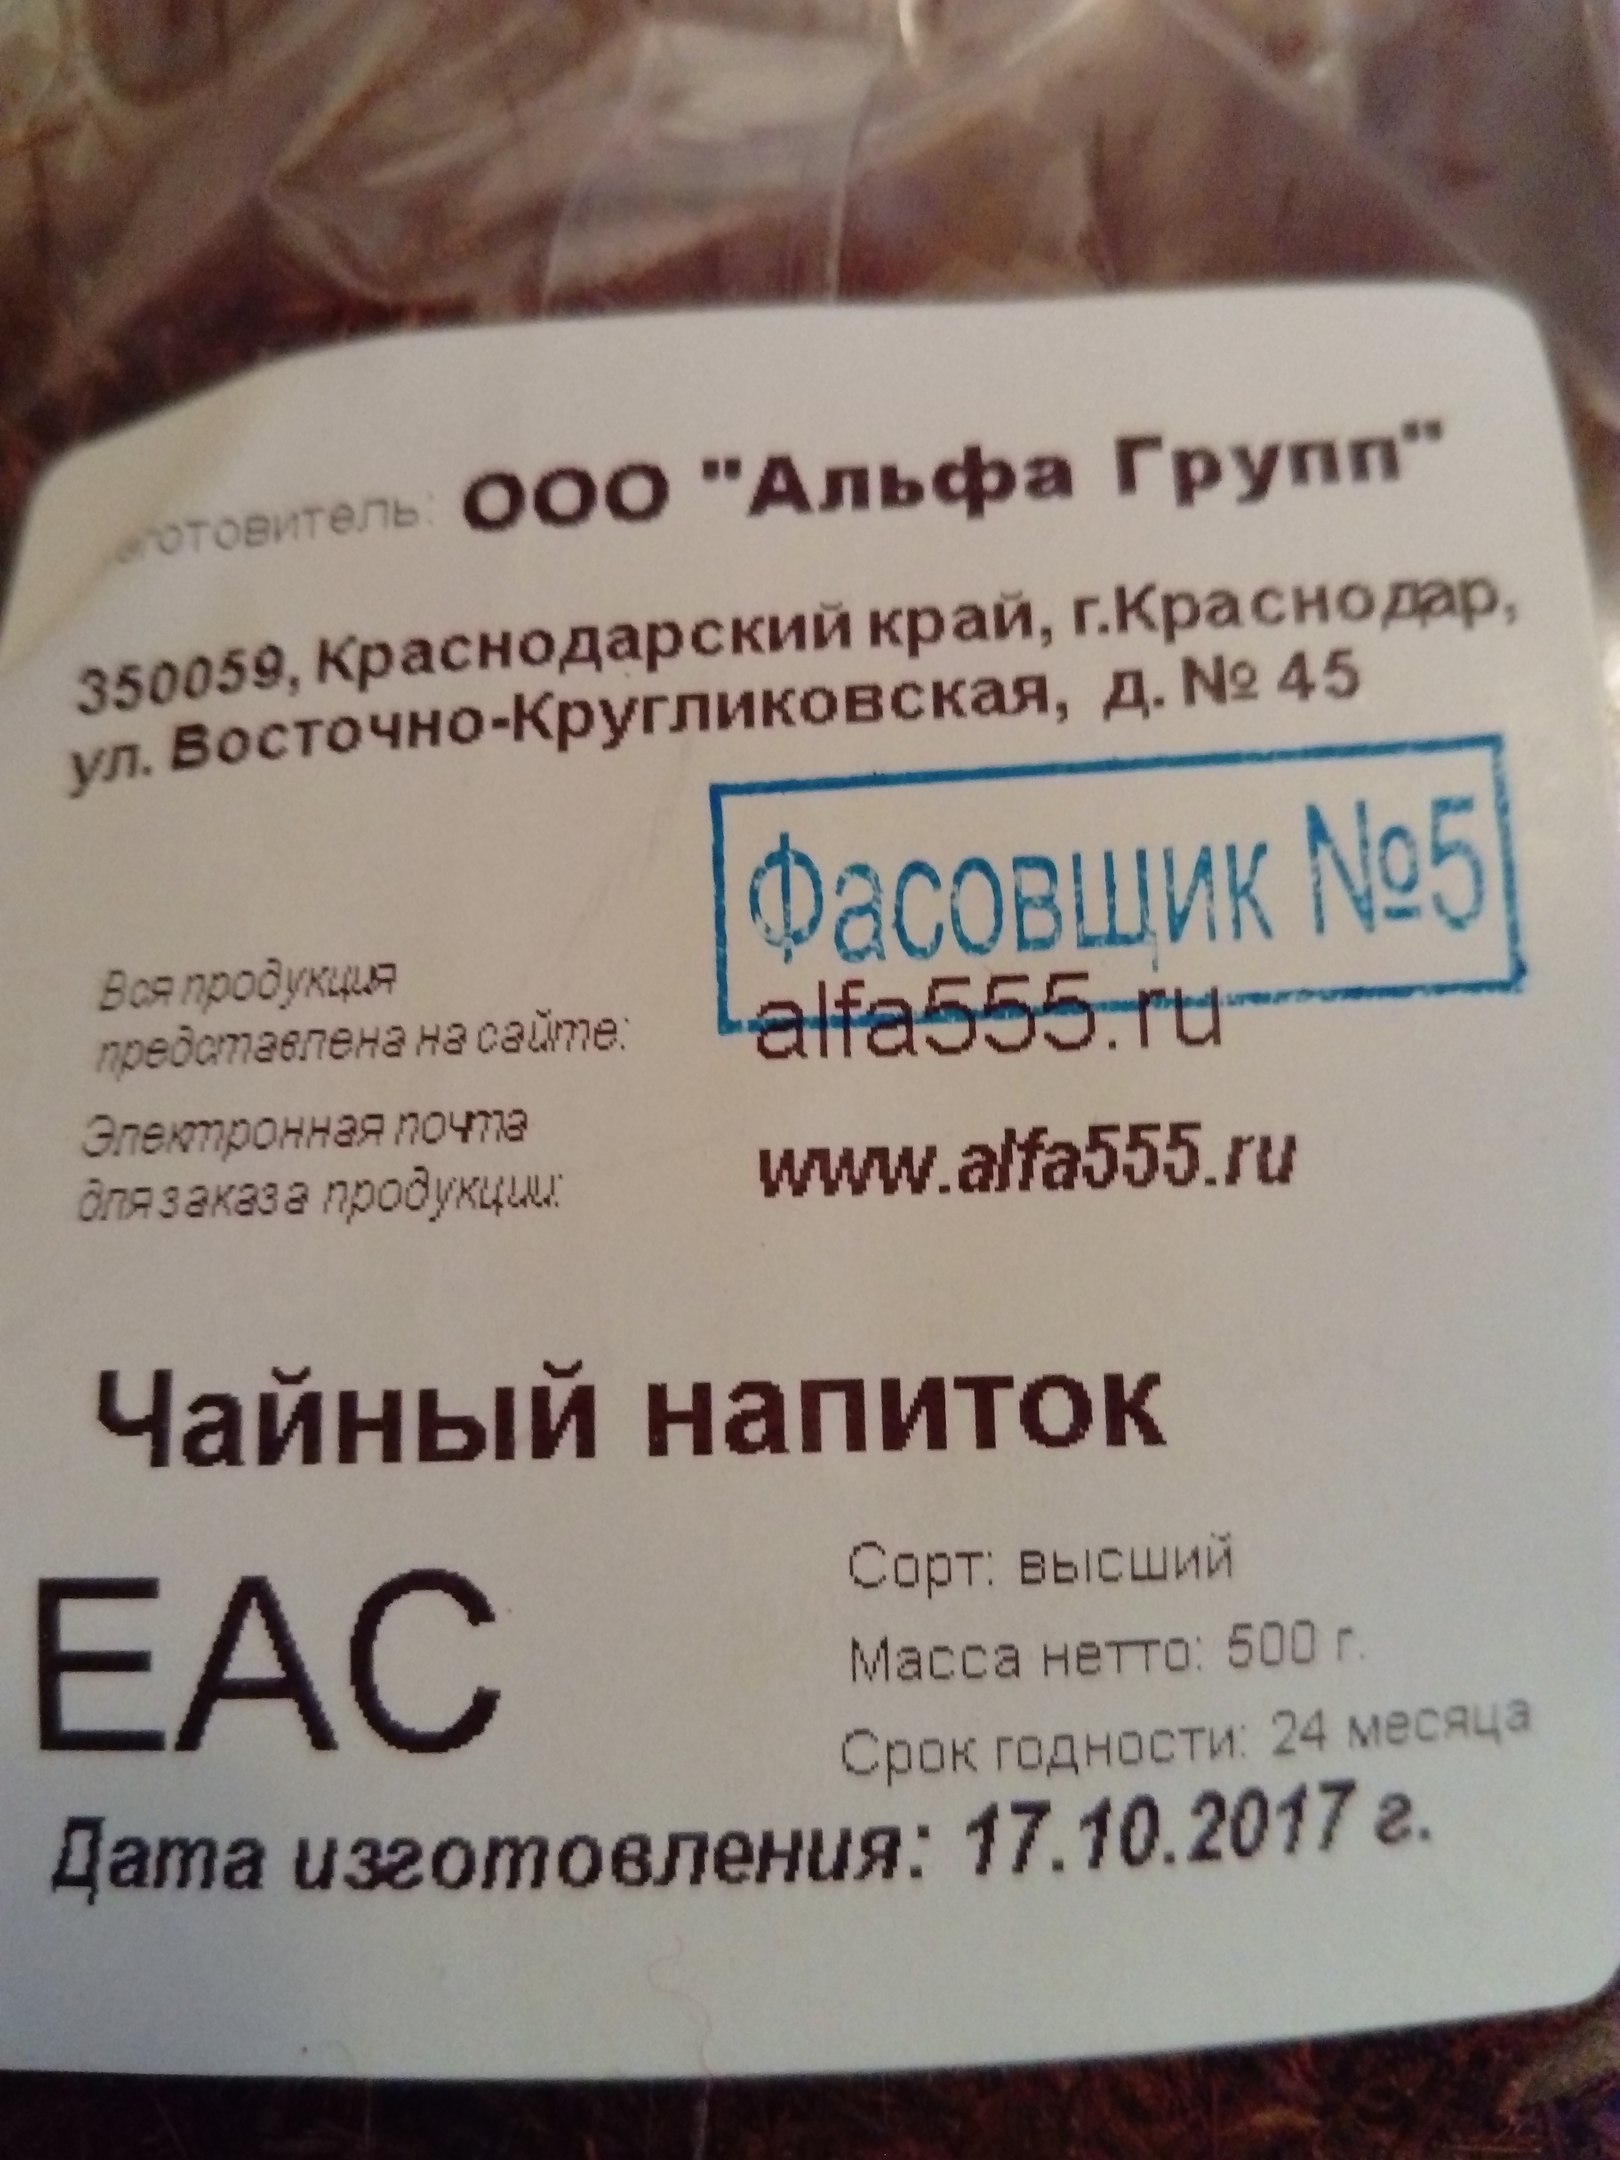 Изготовитель: ООО "Альфа Групп"
350059, Краснодарский край, г.Краснодар,
ул. Восточно-Кругликовская, д. № 45
Фасовщик №5
Вся продукция
представлена на сайте: alfa555.ru
Электронная почта
для заказа продукции: www.alfa555.ru
Чайный напиток
ЕАС
Сорт: высший
Масса нетто: 500 г.
Срок годности: 24 месяца
Дата изготовления: 17.10.2017 г.